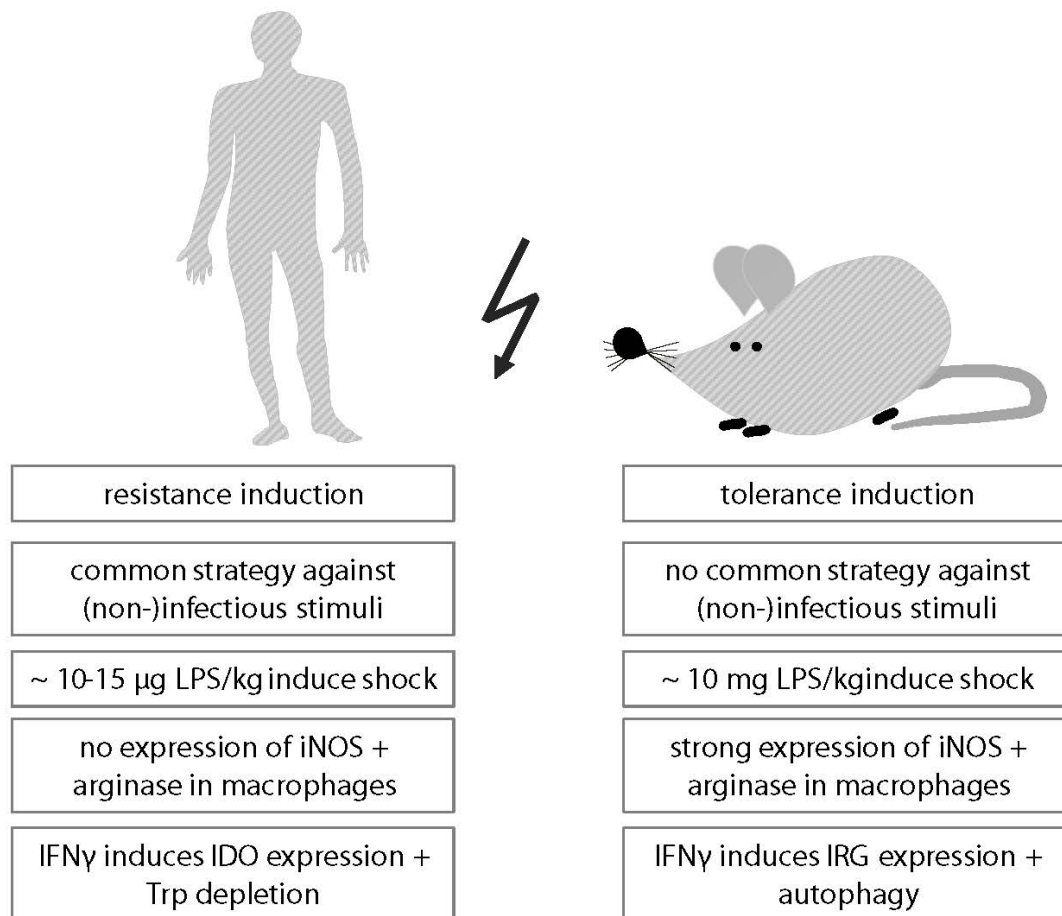 resistance induction
common strategy against
(non-)infectious stimuli
~ 10-15 µg LPS/kg induce shock
no expression of iNOS +
arginase in macrophages
IFNγ induces IDO expression +
Trp depletion
tolerance induction
no common strategy against
(non-)infectious stimuli
~ 10 mg LPS/kginduce shock
strong expression of iNOS +
arginase in macrophages
IFNγ induces IRG expression +
autophagy